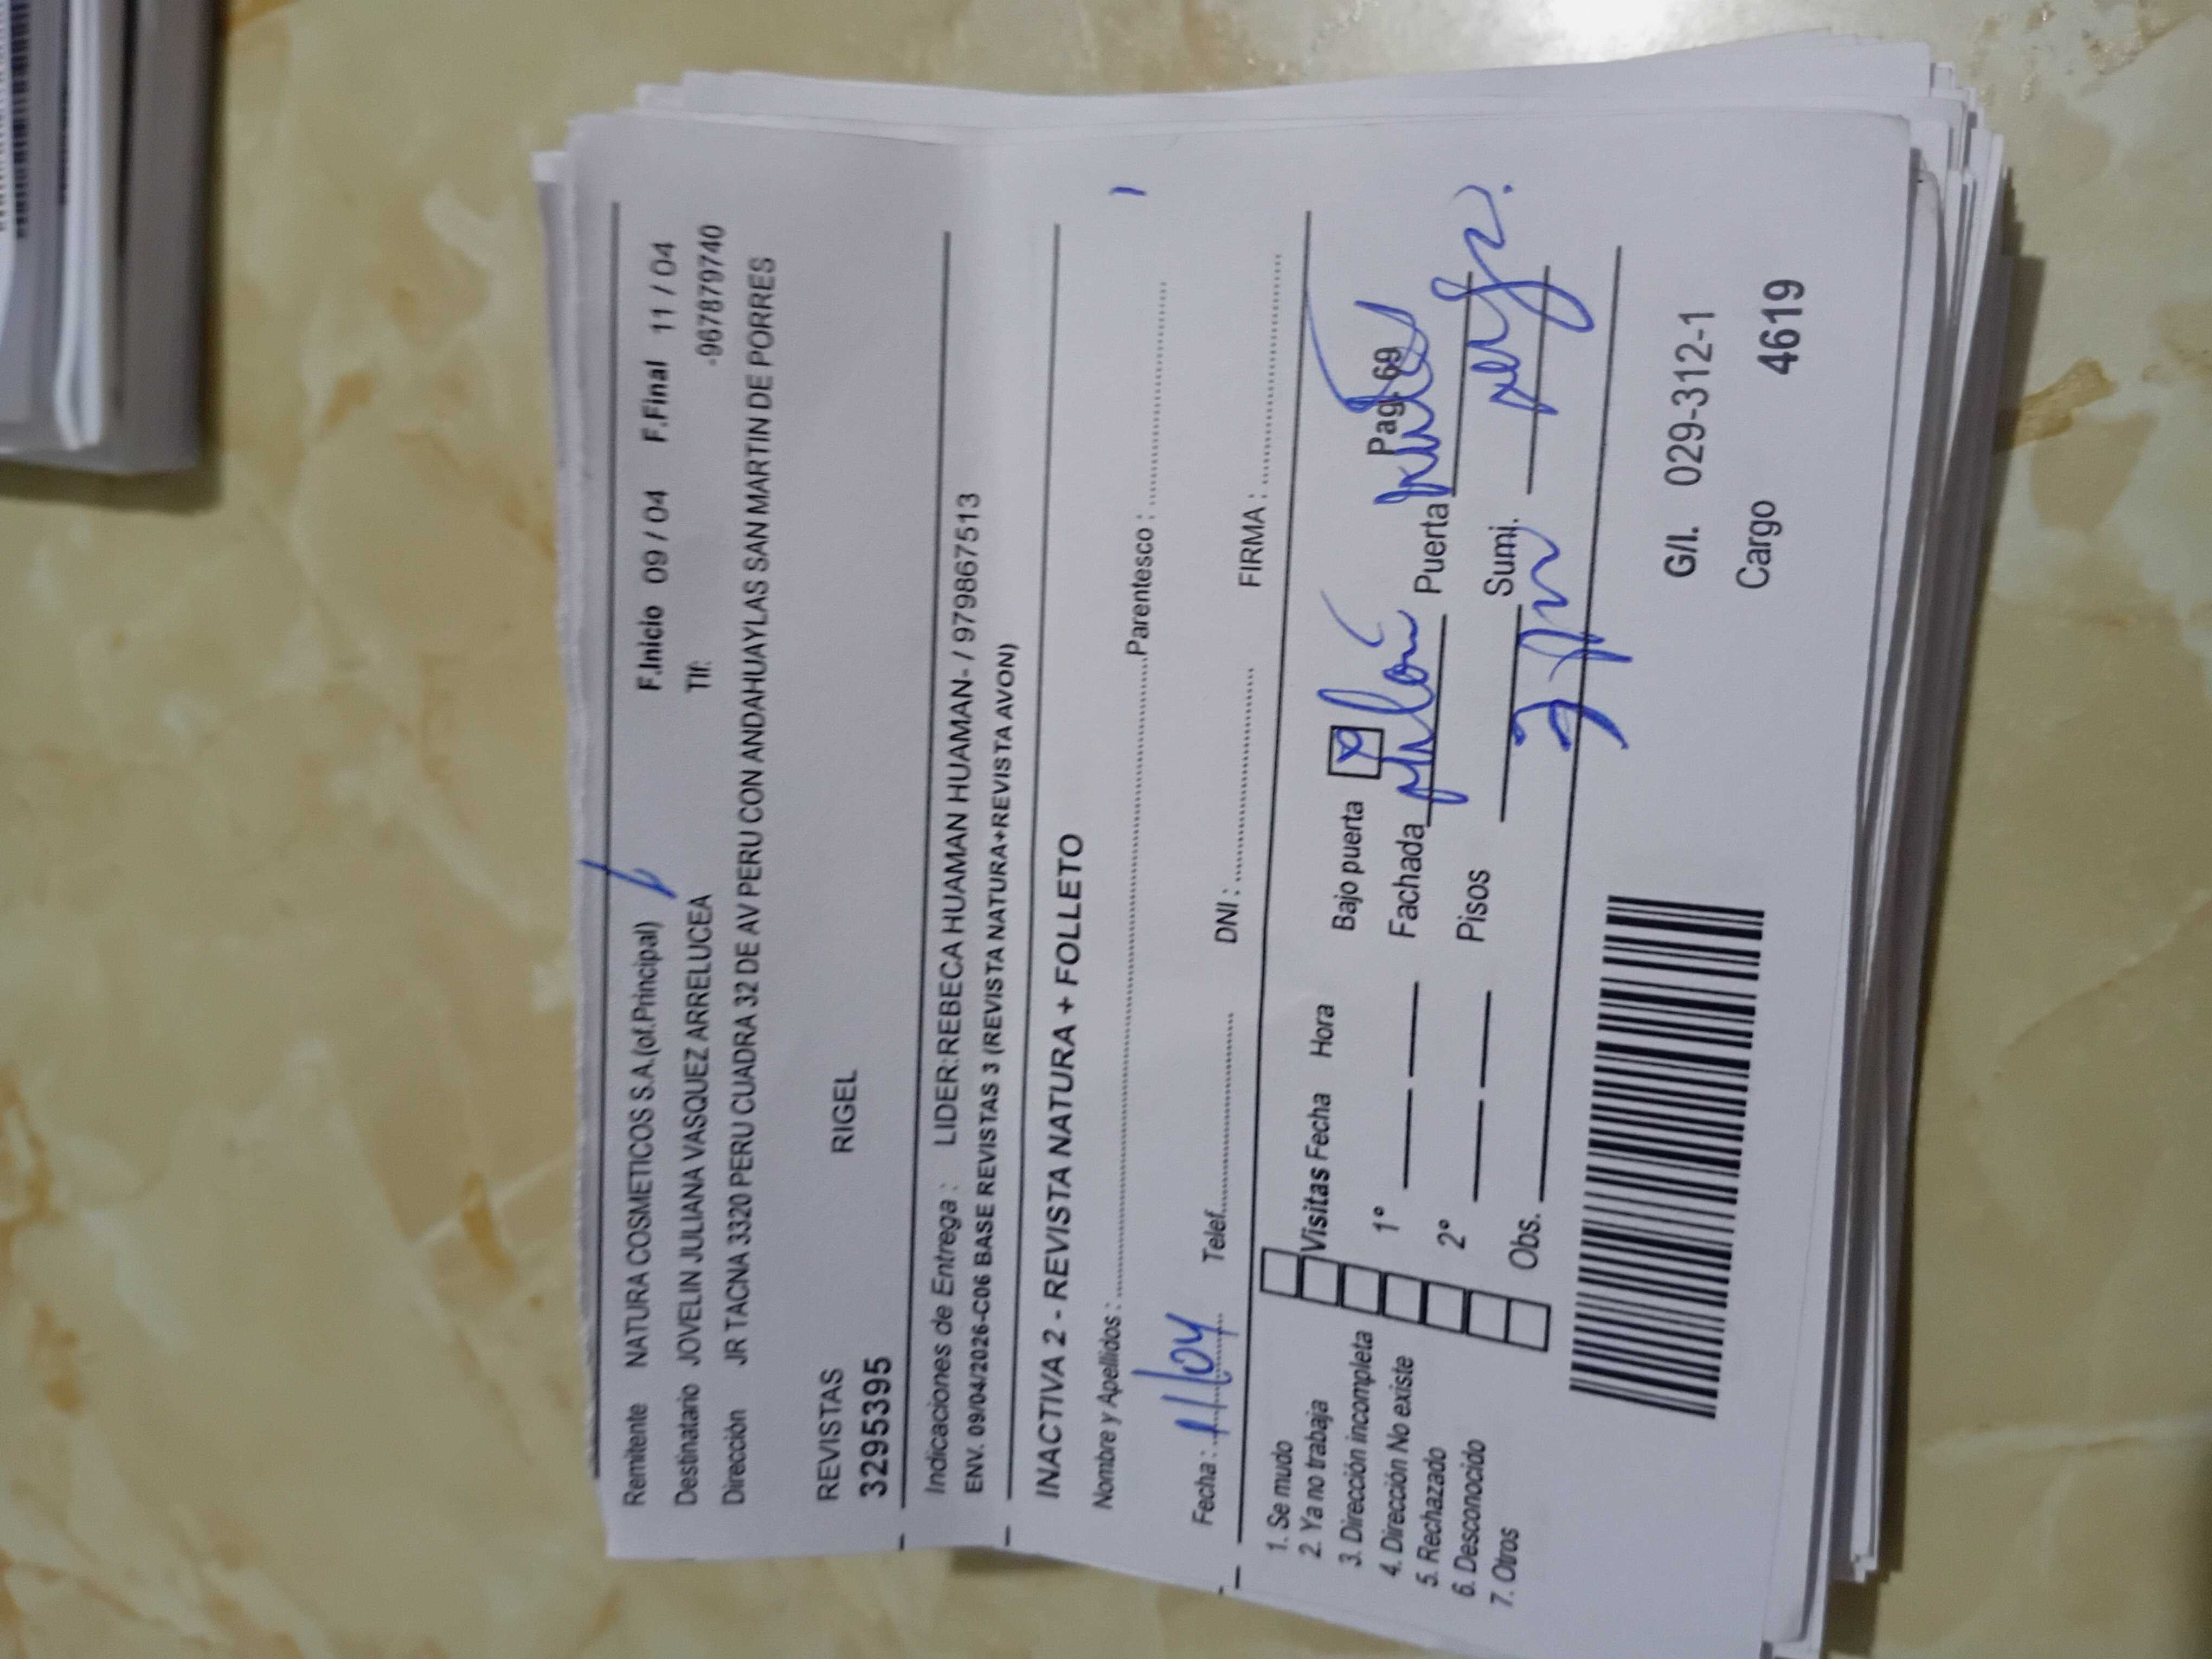 Remitente NATURA COSMETICOS S.A.(of.Principal) F.Inicio 09 / 04 F.Final 11 / 04
Destinatario JOVELIN JULIANA VASQUEZ ARRELUCEA Tlf: -967879740
Dirección JR TACNA 3320 PERU CUADRA 32 DE AV PERU CON ANDAHUAYLAS SAN MARTIN DE PORRES
REVISTAS RIGEL
3295395
Indicaciones de Entrega : LIDER:REBECA HUAMAN HUAMAN- / 979867513
ENV. 09/04/2026-C06 BASE REVISTAS 3 (REVISTA NATURA+REVISTA AVON)
INACTIVA 2 - REVISTA NATURA + FOLLETO
Nombre y Apellidos : Parentesco :
Fecha : 11/04 Telef. DNI : FIRMA :
1. Se mudo
2. Ya no trabaja
3. Dirección incompleta
4. Dirección No existe
5. Rechazado
6. Desconocido
7. Otros
Visitas Fecha Hora Bajo puerta Pag- 69
1° Fachada Puerta
2° Pisos Sumi.
Obs.
G/I. 029-312-1
Cargo 4619